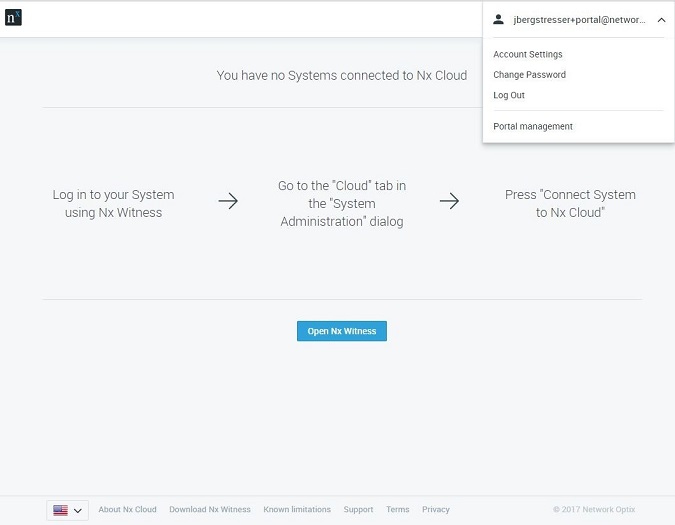 nx
jbergstresser+portal@networ...
Account Settings
Change Password
Log Out
Portal management
You have no Systems connected to Nx Cloud
Log in to your System
using Nx Witness
Go to the "Cloud" tab in
the "System
Administration" dialog
Press "Connect System
to Nx Cloud"
Open Nx Witness
About Nx Cloud Download Nx Witness Known limitations Support Terms Privacy © 2017 Network Optix